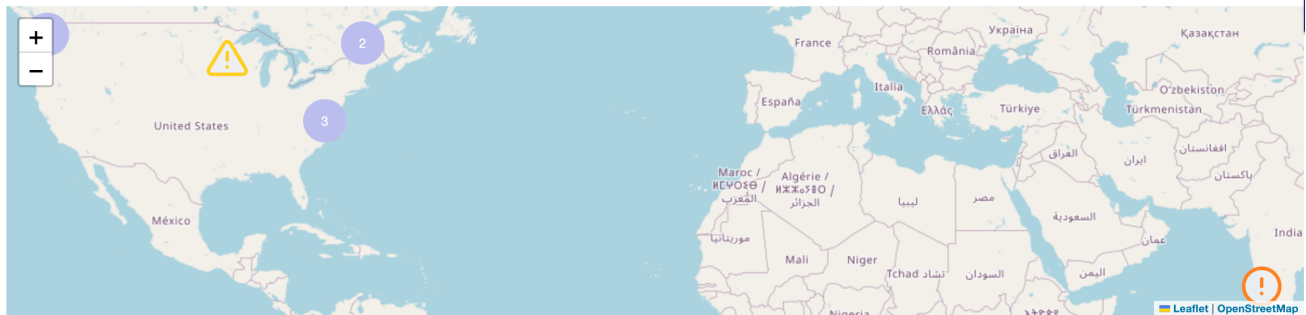 +
−
2
3
United States
México
France
Україна
România
Italia
España
Ελλάς
Türkiye
Қазақстан
Oʻzbekiston
Türkmenistan
افغانستان
العراق
ایران
پاکستان
Maroc /
ⵍⵎⵖⵔⵉⴱ /
المغرب
Algérie /
ⵍⵣⵣⴰⵢⴻⵔ /
الجزائر
ليبيا
مصر
السعودية
عمان
India
موريتانيا
Mali
Niger
Tchad تشاد
السودان
اليمن
Nigeria
Leaflet | OpenStreetMap